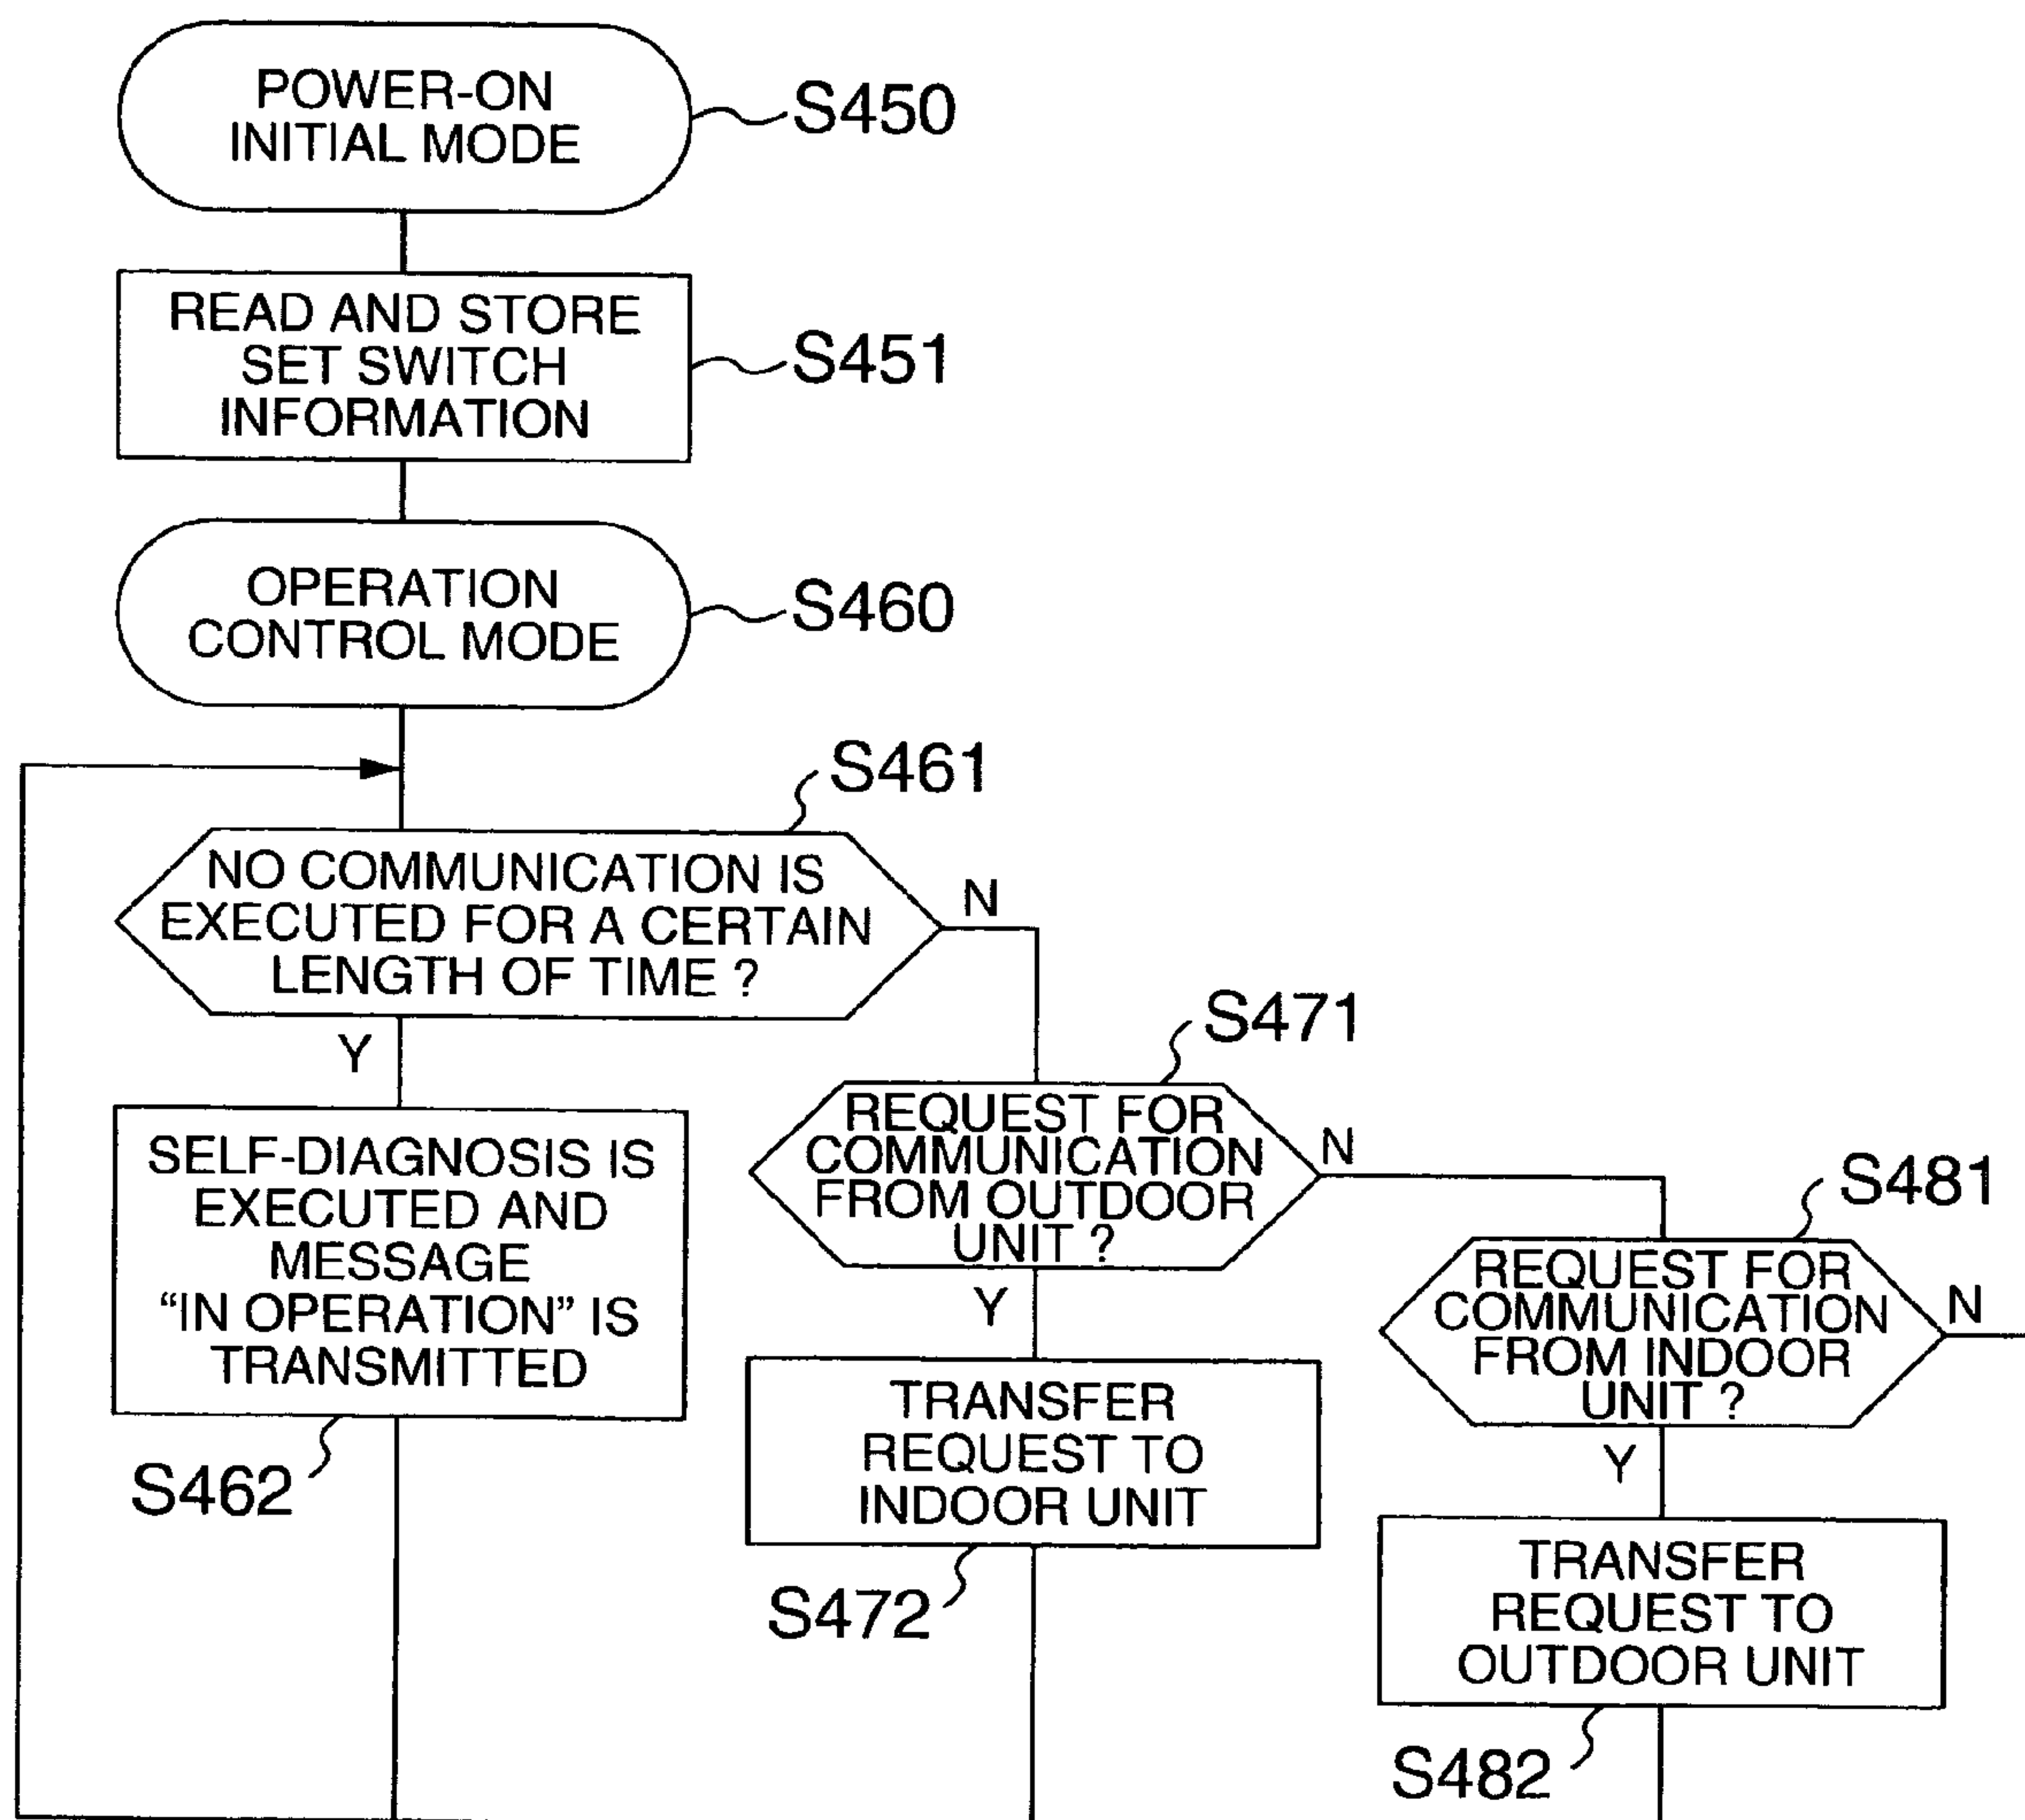 POWER-ON
INITIAL MODE
S450
READ AND STORE
SET SWITCH
INFORMATION
S451
OPERATION
CONTROL MODE
S460
S461
NO COMMUNICATION IS
EXECUTED FOR A CERTAIN
LENGTH OF TIME ?
N
Y
S471
REQUEST FOR
COMMUNICATION
FROM OUTDOOR
UNIT ?
N
Y
S481
REQUEST FOR
COMMUNICATION
FROM INDOOR
UNIT ?
N
Y
SELF-DIAGNOSIS IS
EXECUTED AND
MESSAGE
“IN OPERATION” IS
TRANSMITTED
S462
TRANSFER
REQUEST TO
INDOOR UNIT
S472
TRANSFER
REQUEST TO
OUTDOOR UNIT
S482